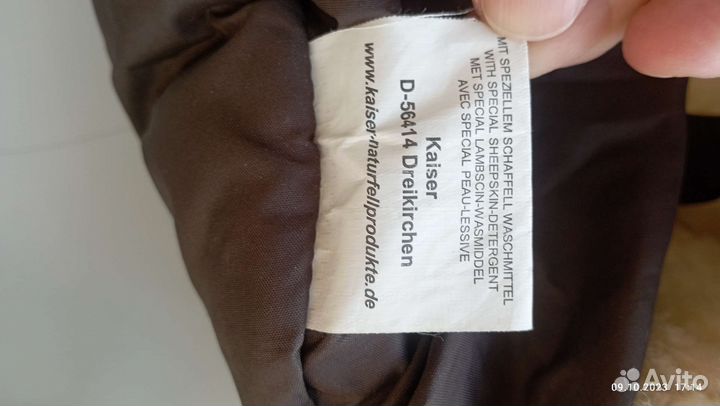 MIT SPEZIELLEM SCHAFFELL WASCHMITTEL
WITH SPECIAL SHEEPSKIN-DETERGENT
MET SPECIAL LAMBSCIN-WASMIDDEL
AVEC SPECIAL PEAU-LESSIVE
Kaiser
D-56414 Dreikirchen
www.kaiser-naturfellprodukte.de
Avito
09.10.2023 17:14